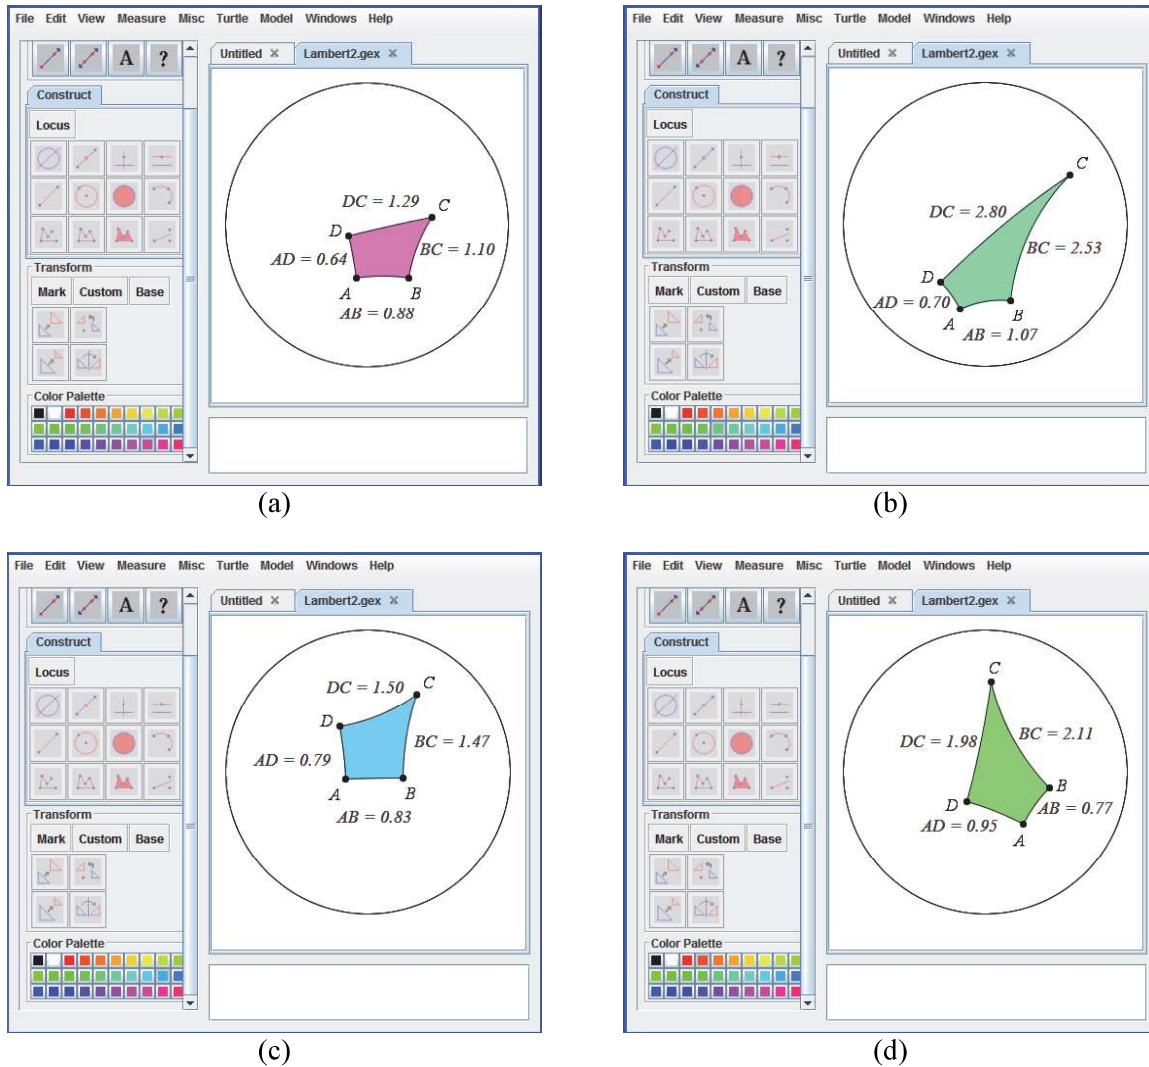 File Edit View Measure Misc Turtle Model Windows Help
Untitled Lambert2.gex
A ?
Construct
Locus
DC = 1.29
C
D
BC = 1.10
AD = 0.64
A B
AB = 0.88
Transform
Mark Custom Base
Color Palette
(a)
File Edit View Measure Misc Turtle Model Windows Help
Untitled Lambert2.gex
A ?
Construct
Locus
C
DC = 2.80
BC = 2.53
D
AD = 0.70
B
A
AB = 1.07
Transform
Mark Custom Base
Color Palette
(b)
File Edit View Measure Misc Turtle Model Windows Help
Untitled Lambert2.gex
A ?
Construct
Locus
DC = 1.50 C
D
BC = 1.47
AD = 0.79
A B
AB = 0.83
Transform
Mark Custom Base
Color Palette
(c)
File Edit View Measure Misc Turtle Model Windows Help
Untitled Lambert2.gex
A ?
Construct
Locus
C
BC = 2.11
DC = 1.98
B
D
AB = 0.77
AD = 0.95
A
Transform
Mark Custom Base
Color Palette
(d)